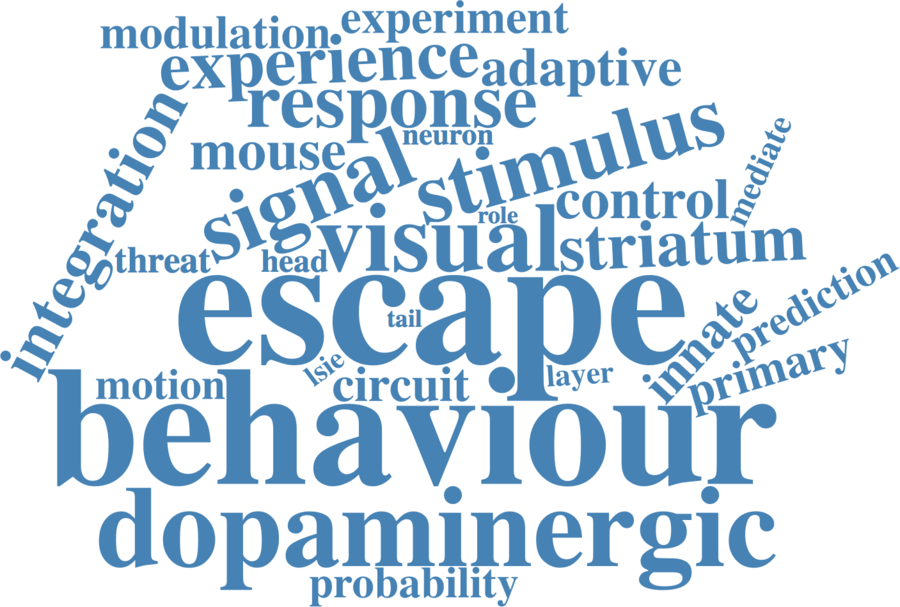 experiment
modulation
experience
adaptive
response
integration
neuron
mouse
stimulus
signal
mediate
role
control
visual
striatum
threat
head
escape
tail
prediction
innate
lsie
primary
motion
circuit
layer
behaviour
dopaminergic
probability